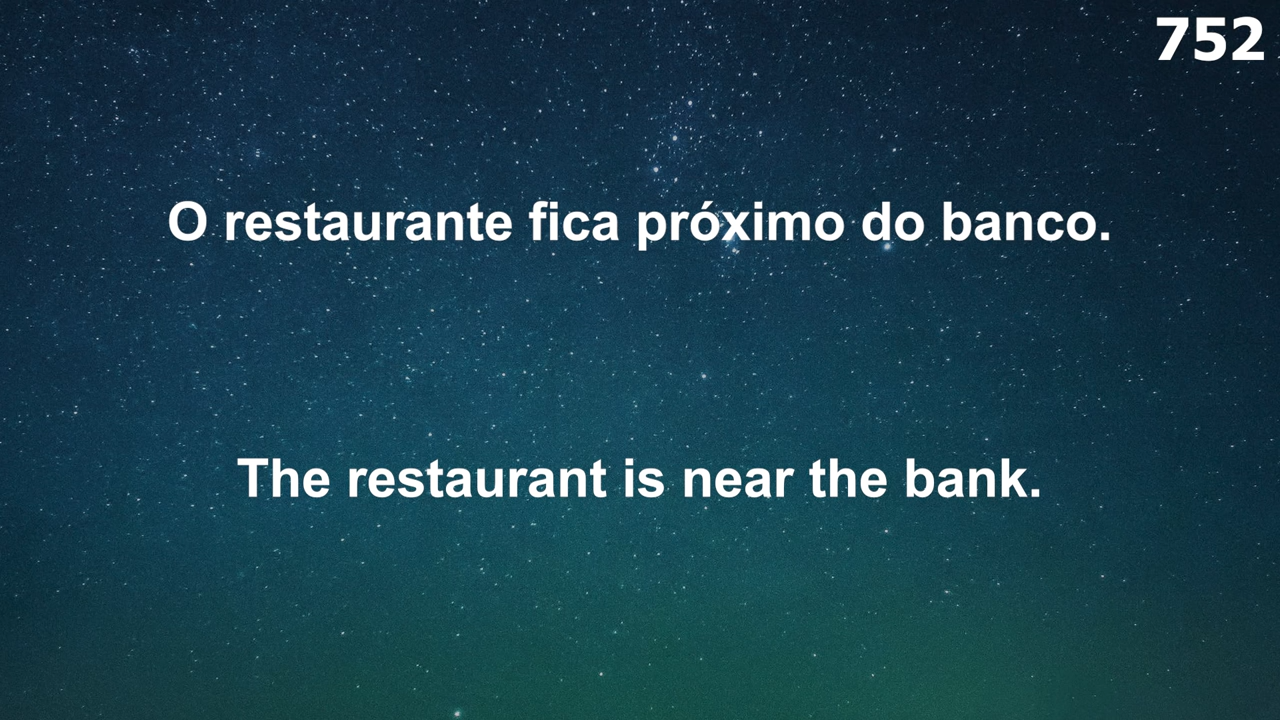 752
O restaurante fica próximo do banco.
The restaurant is near the bank.